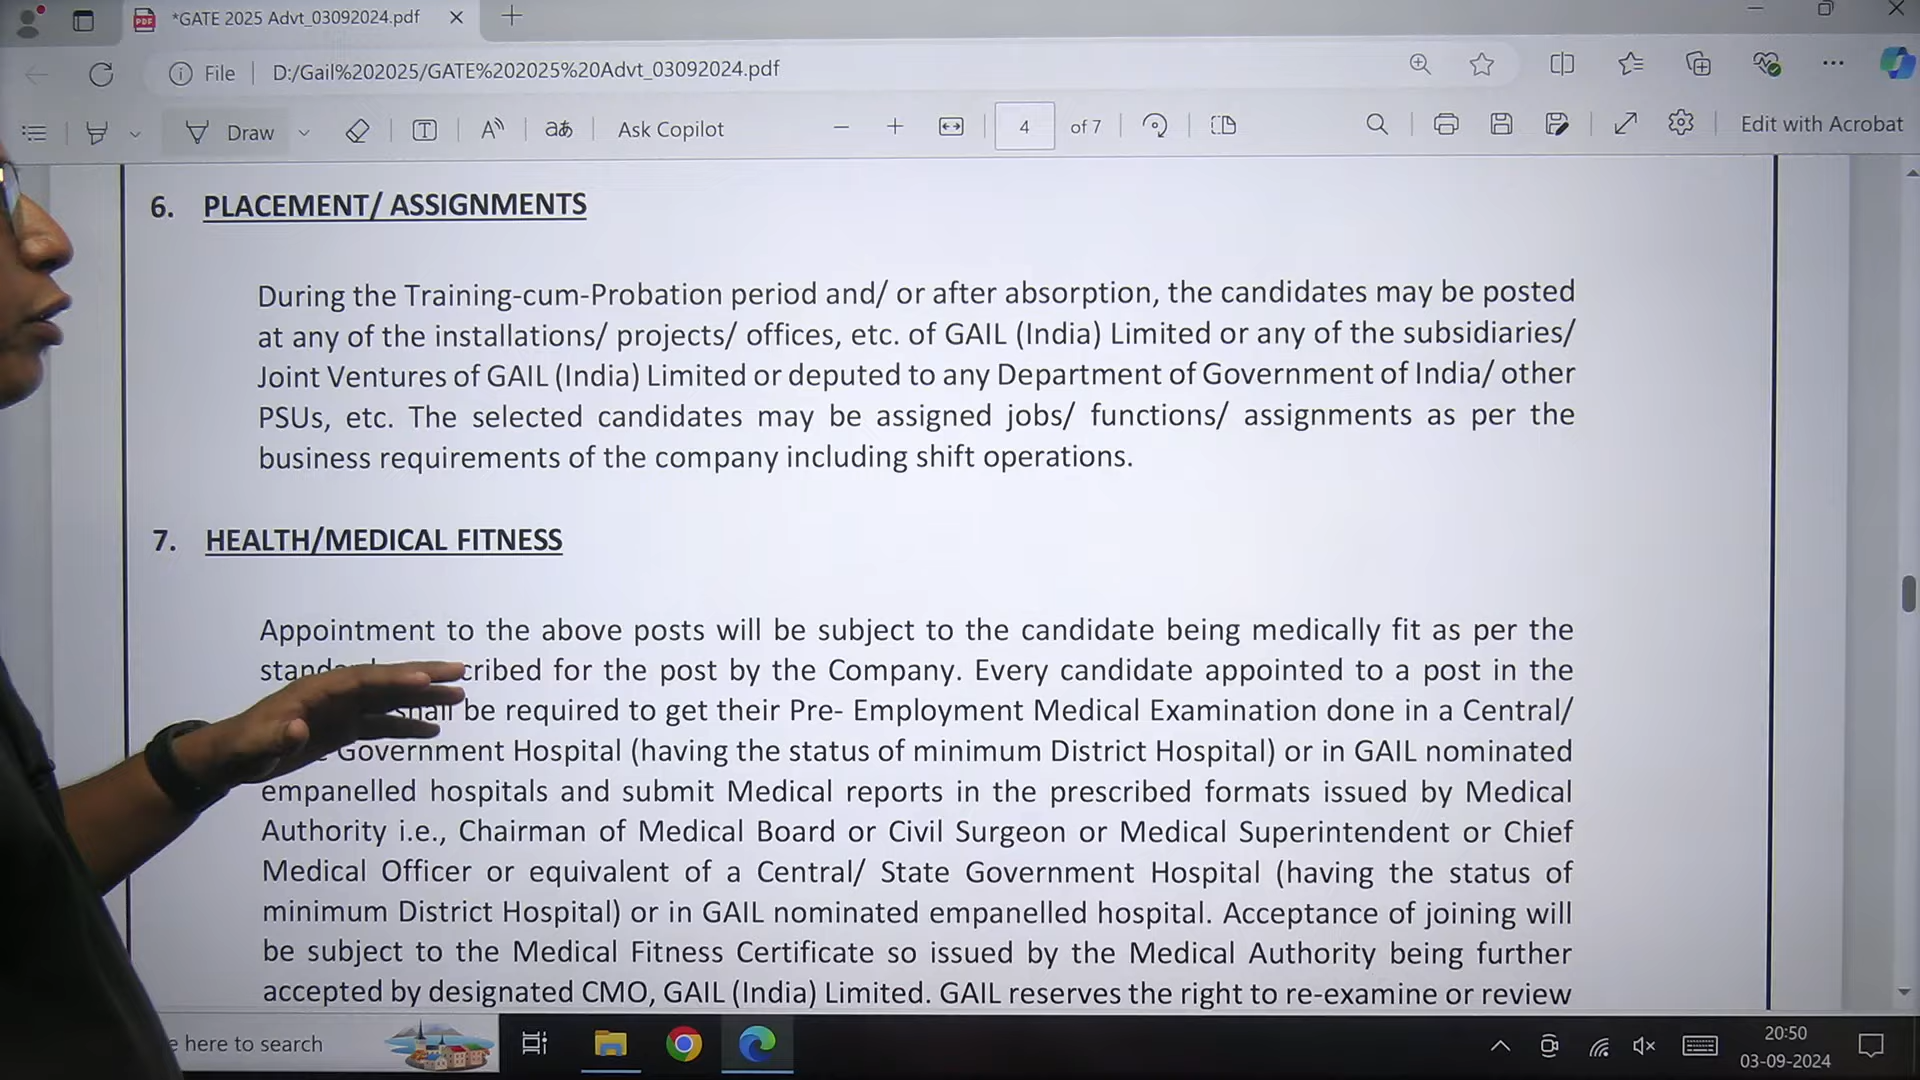 *GATE 2025 Advt_03092024.pdf
File
D:/Gail%202025/GATE%202025%20Advt_03092024.pdf
Draw
Ask Copilot
4 of 7
Edit with Acrobat
6. PLACEMENT/ ASSIGNMENTS
During the Training-cum-Probation period and/ or after absorption, the candidates may be posted
at any of the installations/ projects/ offices, etc. of GAIL (India) Limited or any of the subsidiaries/
Joint Ventures of GAIL (India) Limited or deputed to any Department of Government of India/ other
PSUs, etc. The selected candidates may be assigned jobs/ functions/ assignments as per the
business requirements of the company including shift operations.
7. HEALTH/MEDICAL FITNESS
Appointment to the above posts will be subject to the candidate being medically fit as per the
for the post by the Company. Every candidate appointed to a post in the
shall be required to get their Pre- Employment Medical Examination done in a Central/
Government Hospital (having the status of minimum District Hospital) or in GAIL nominated
empanelled hospitals and submit Medical reports in the prescribed formats issued by Medical
Authority i.e., Chairman of Medical Board or Civil Surgeon or Medical Superintendent or Chief
Medical Officer or equivalent of a Central/ State Government Hospital (having the status of
minimum District Hospital) or in GAIL nominated empanelled hospital. Acceptance of joining will
be subject to the Medical Fitness Certificate so issued by the Medical Authority being further
accepted by designated CMO, GAIL (India) Limited. GAIL reserves the right to re-examine or review
here to search
20:50
03-09-2024